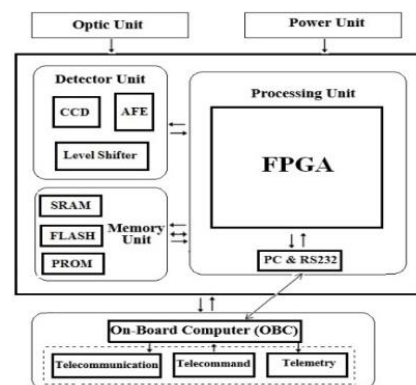 Optic Unit
Power Unit
Detector Unit
CCD
AFE
Level Shifter
Processing Unit
FPGA
SRAM
FLASH
PROM
Memory
Unit
PC & RS232
On-Board Computer (OBC)
Telecommunication
Telecommand
Telemetry